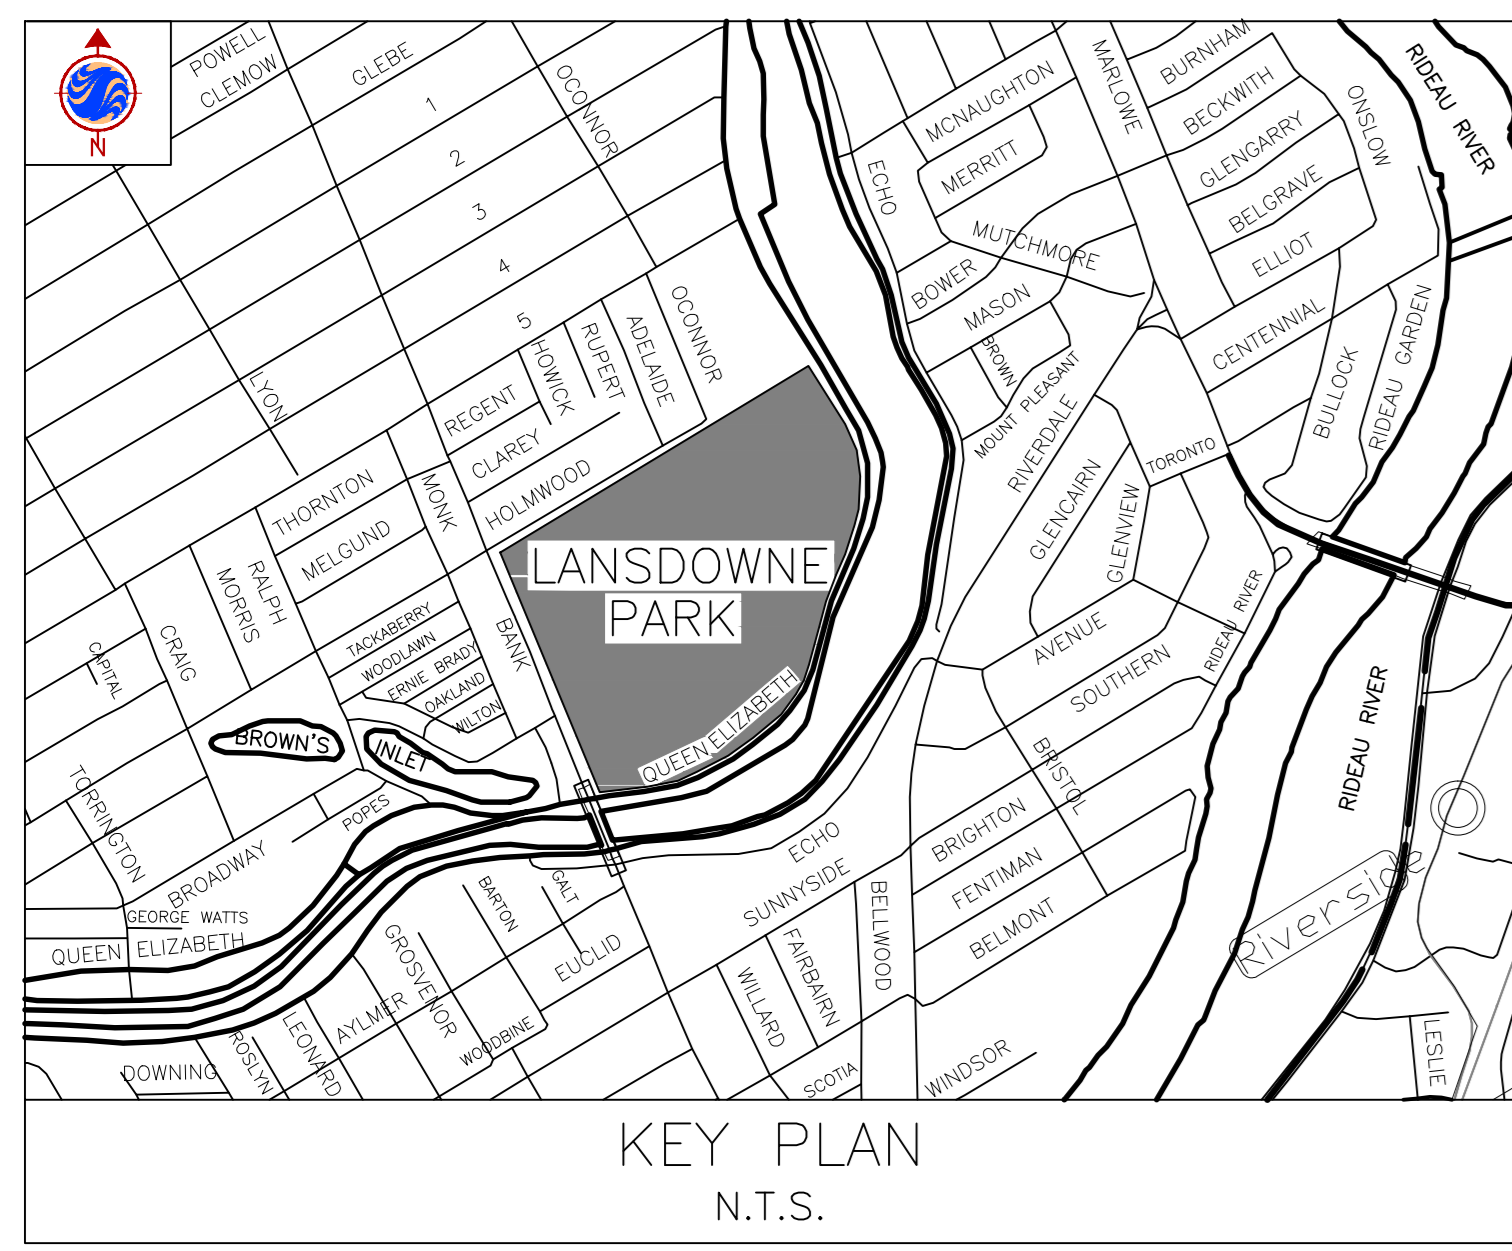 POWELL
CLEMOW
GLEBE
1
2
3
4
5
OCONNOR
N
LYON
HOWICK
RUPERT
ADELAIDE
OCONNOR
REGENT
CLAREY
HOLMWOOD
MONK
THORNTON
MELGUND
RALPH
MORRIS
CRAIG
CAPITAL
TACKABERRY
WOODLAWN
ERNIE BRADY
OAKLAND
WILTON
BANK
LANSDOWNE
PARK
QUEEN ELIZABETH
BROWN'S
INLET
TORRINGTON
POPES
BROADWAY
GEORGE WATTS
QUEEN ELIZABETH
DOWNING
ROSLYN
LEONARD
AYLMER
GROSVENOR
BARTON
GALT
EUCLID
WOODBINE
ECHO
SUNNYSIDE
WILLARD
FAIRBAIRN
BELLWOOD
SCOTIA
WINDSOR
BRIGHTON
FENTIMAN
BELMONT
BRISTOL
SOUTHERN
AVENUE
RIDEAU RIVER
GLENCAIRN
GLENVIEW
TORONTO
RIVERDALE
MOUNT PLEASANT
BROWN
MASON
BOWER
MUTCHMORE
ECHO
MERRITT
MCNAUGHTON
MARLOWE
BURNHAM
BECKWITH
GLENGARRY
BELGRAVE
ELLIOT
ONSLOW
RIDEAU RIVER
CENTENNIAL
BULLOCK
RIDEAU GARDEN
RIDEAU RIVER
Riverside
LESLIE
KEY PLAN
N.T.S.